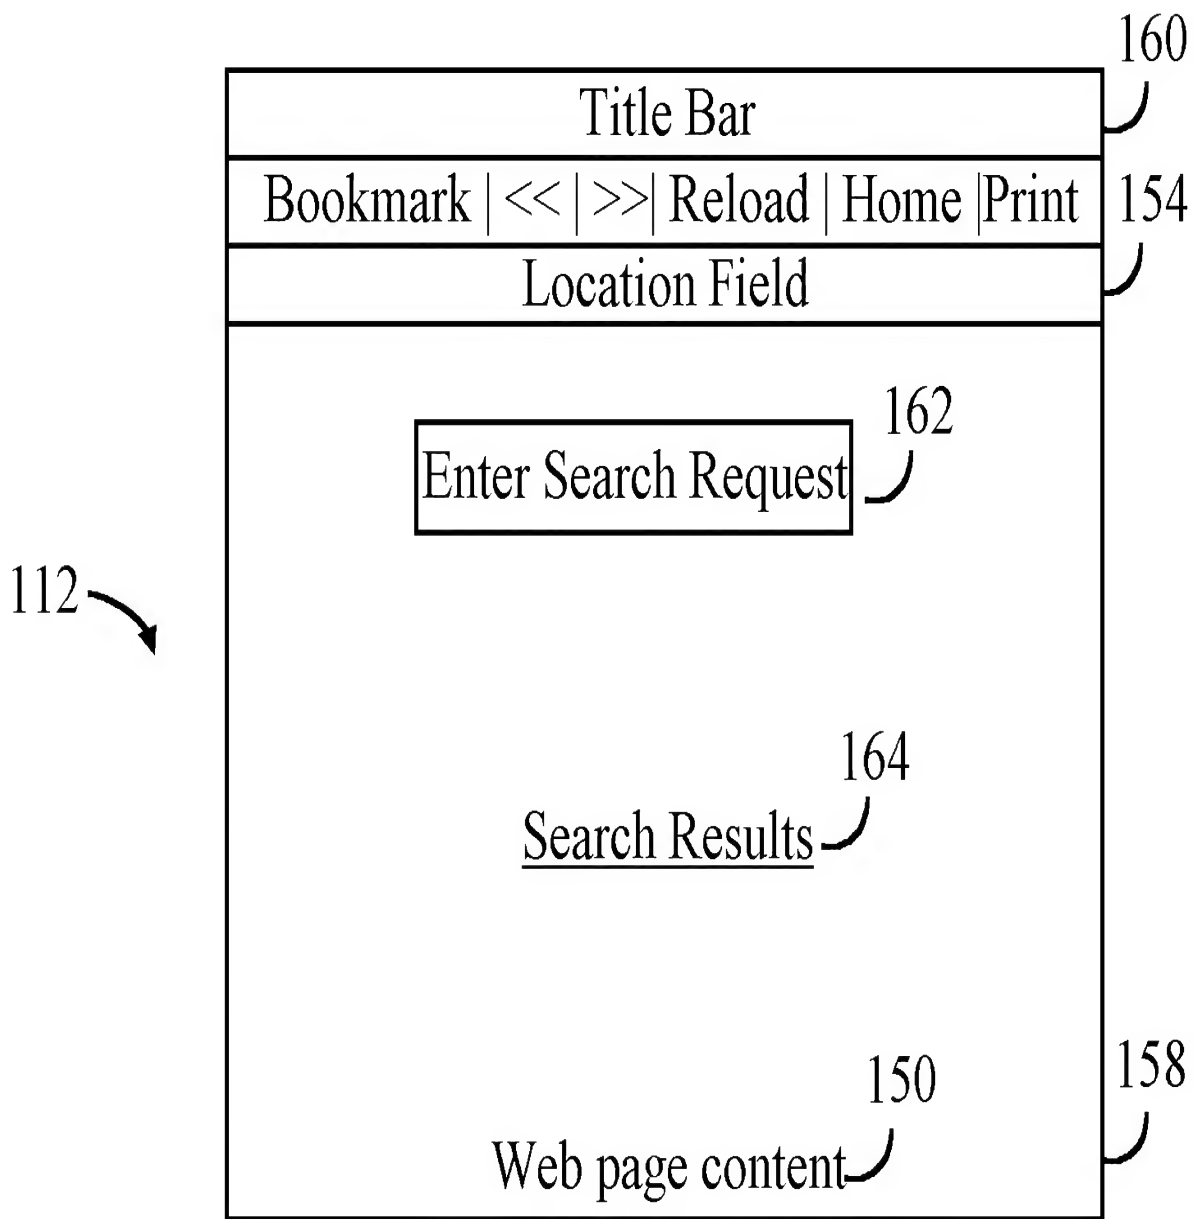 160
Title Bar
Bookmark | << | >>| Reload | Home |Print
154
Location Field
162
Enter Search Request
112
164
Search Results
150
158
Web page content